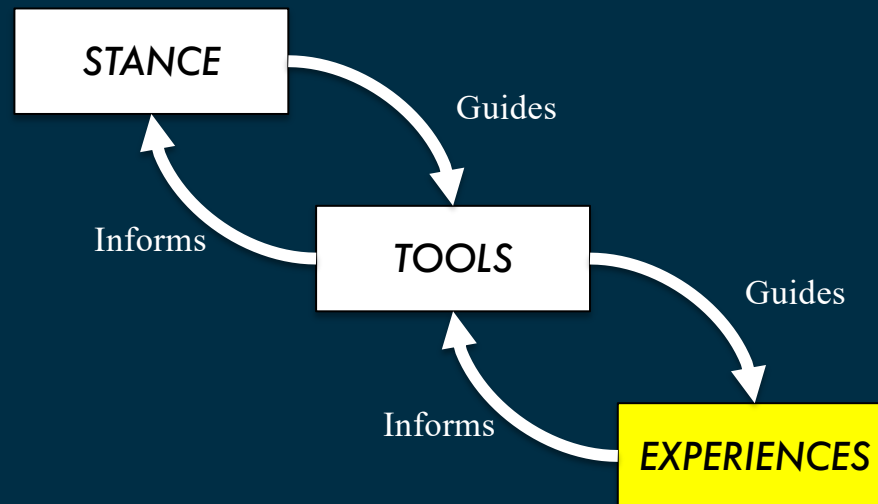 STANCE
Guides
Informs
TOOLS
Guides
Informs
EXPERIENCES